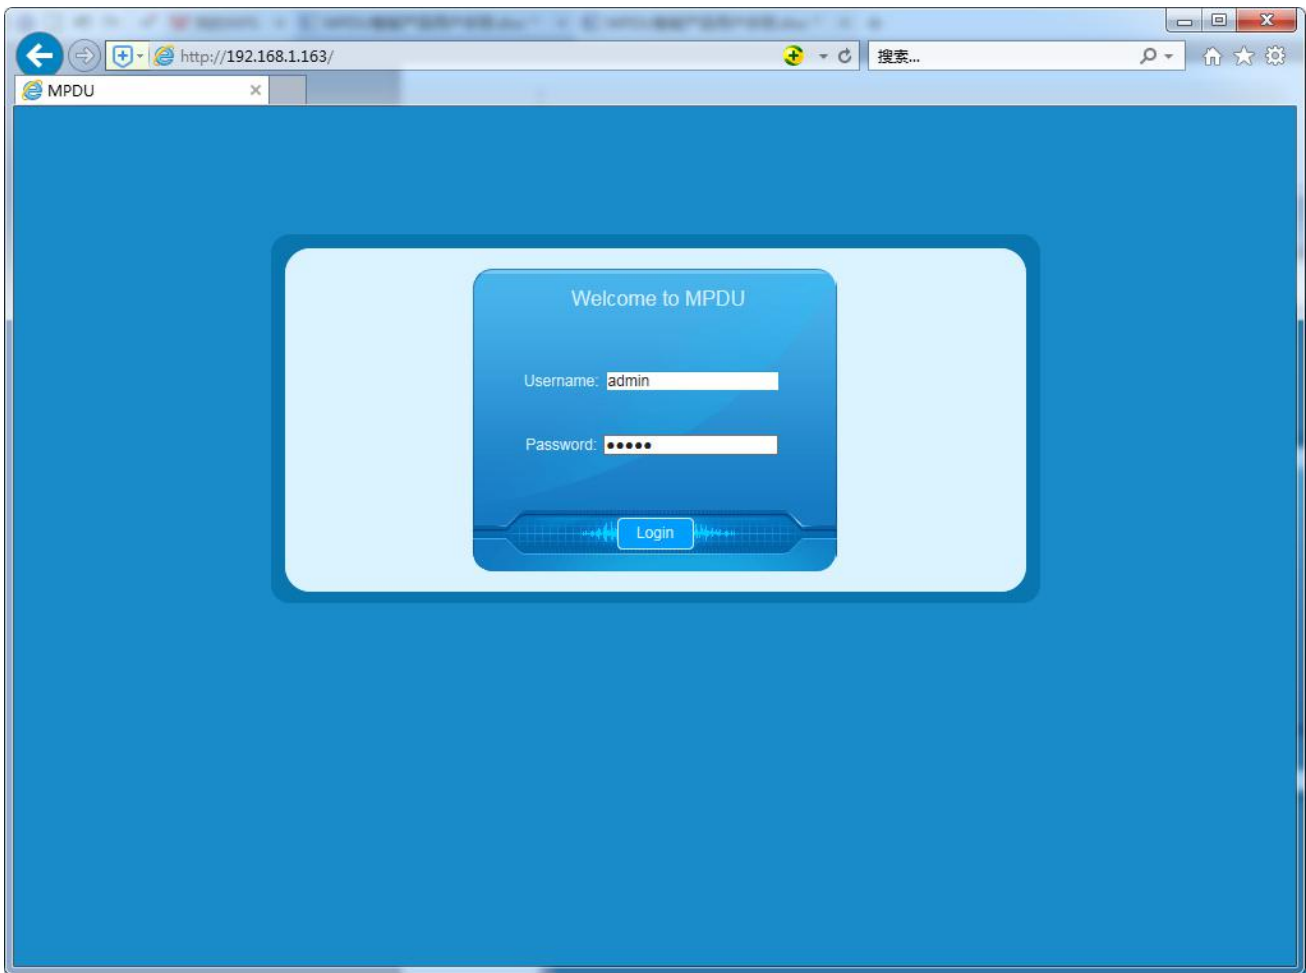 http://192.168.1.163/
搜索...
MPDU
Welcome to MPDU
Username: admin
Password: ●●●●●
Login